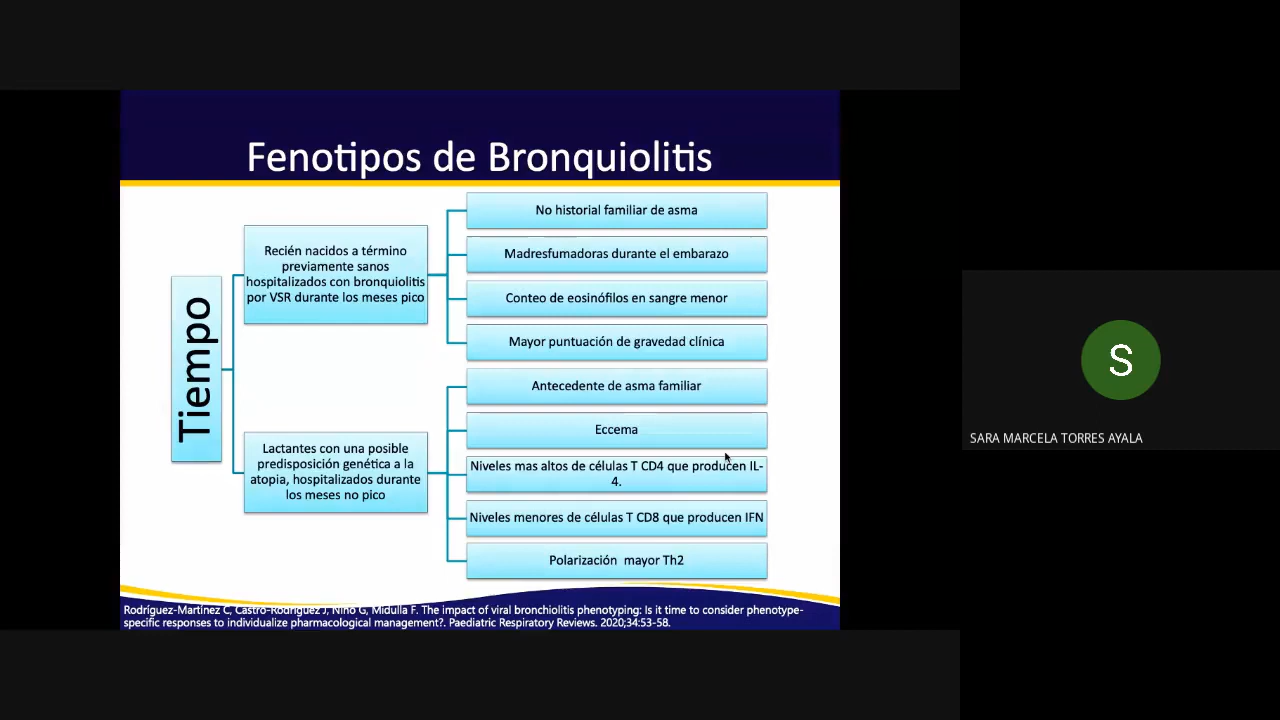 Fenotipos de Bronquiolitis
Tiempo
Recién nacidos a término
previamente sanos
hospitalizados con bronquiolitis
por VSR durante los meses pico
No historial familiar de asma
Madresfumadoras durante el embarazo
Conteo de eosinófilos en sangre menor
Mayor puntuación de gravedad clínica
Lactantes con una posible
predisposición genética a la
atopia, hospitalizados durante
los meses no pico
Antecedente de asma familiar
Eccema
Niveles mas altos de células T CD4 que producen IL-
4.
Niveles menores de células T CD8 que producen IFN
Polarización mayor Th2
Rodríguez-Martínez C, Castro-Rodriguez J, Nino G, Midulla F. The impact of viral bronchiolitis phenotyping: Is it time to consider phenotype-
specific responses to individualize pharmacological management?. Paediatric Respiratory Reviews. 2020;34:53-58.
S
SARA MARCELA TORRES AYALA